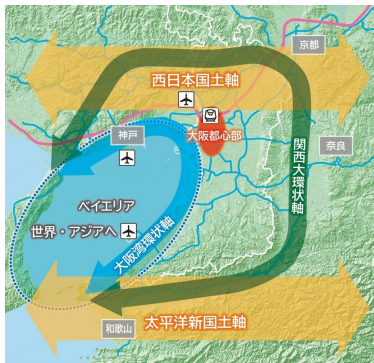 京都
西日本国土軸
大阪都心部
神戸
奈良
関西大環状軸
ベイエリア
世界・アジアへ
大阪湾環状軸
太平洋新国土軸
和歌山